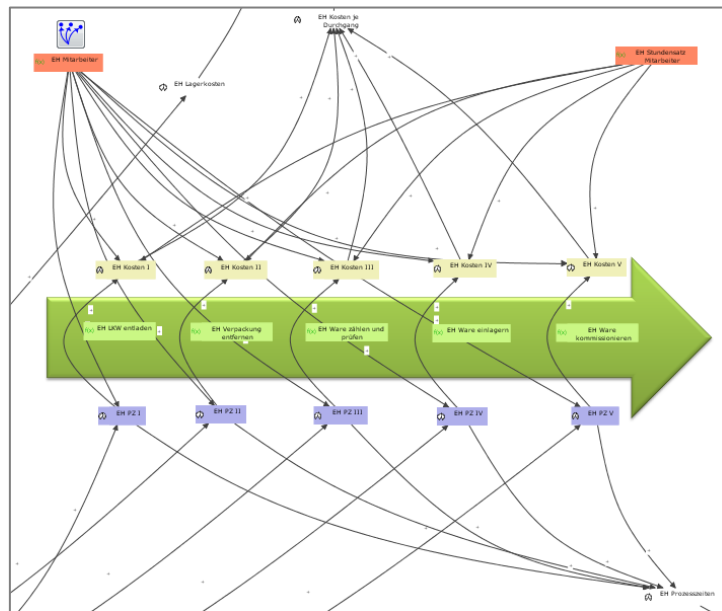 EH Kosten je
Durchgang
f(x) EH Mitarbeiter
f(x) EH Stundensatz
Mitarbeiter
EH Lagerkosten
EH Kosten I
EH Kosten II
EH Kosten III
EH Kosten IV
EH Kosten V
f(x) EH LKW entladen
f(x) EH Verpackung
entfernen
f(x) EH Ware zählen und
prüfen
f(x) EH Ware einlagern
f(x) EH Ware
kommissionieren
EH PZ I
EH PZ II
EH PZ III
EH PZ IV
EH PZ V
EH Prozesszeiten